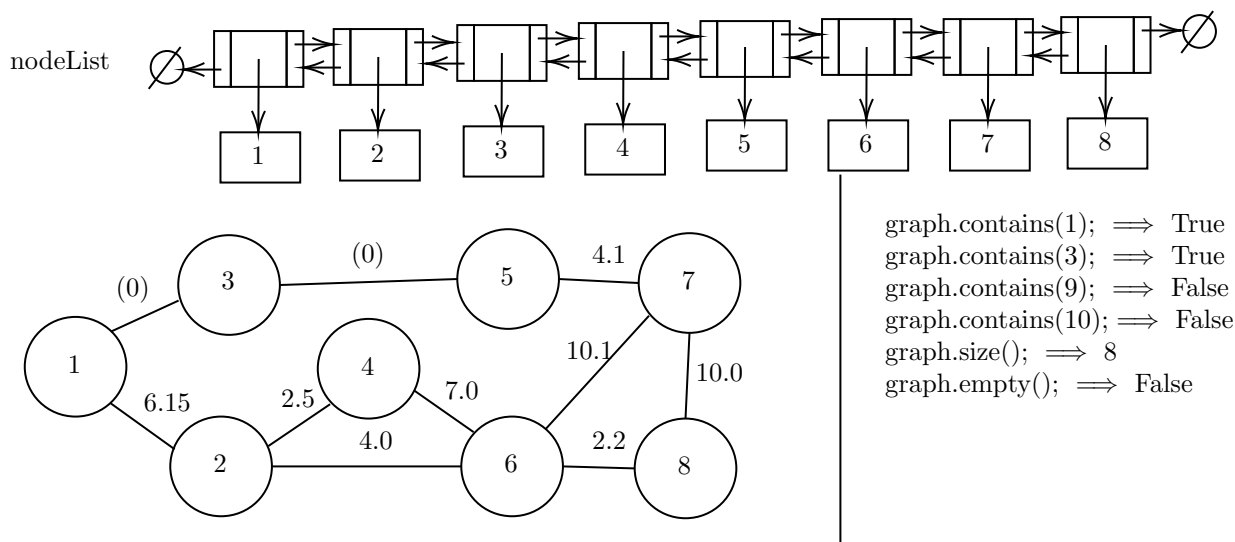 nodeList
1 2 3 4 5 6 7 8
graph.contains(1); ⟹ True
graph.contains(3); ⟹ True
graph.contains(9); ⟹ False
graph.contains(10); ⟹ False
graph.size(); ⟹ 8
graph.empty(); ⟹ False
(0) 4.1
3 5 7
(0)
10.1
1 4 10.0
6.15 2.5 7.0
4.0 2.2
2 6 8